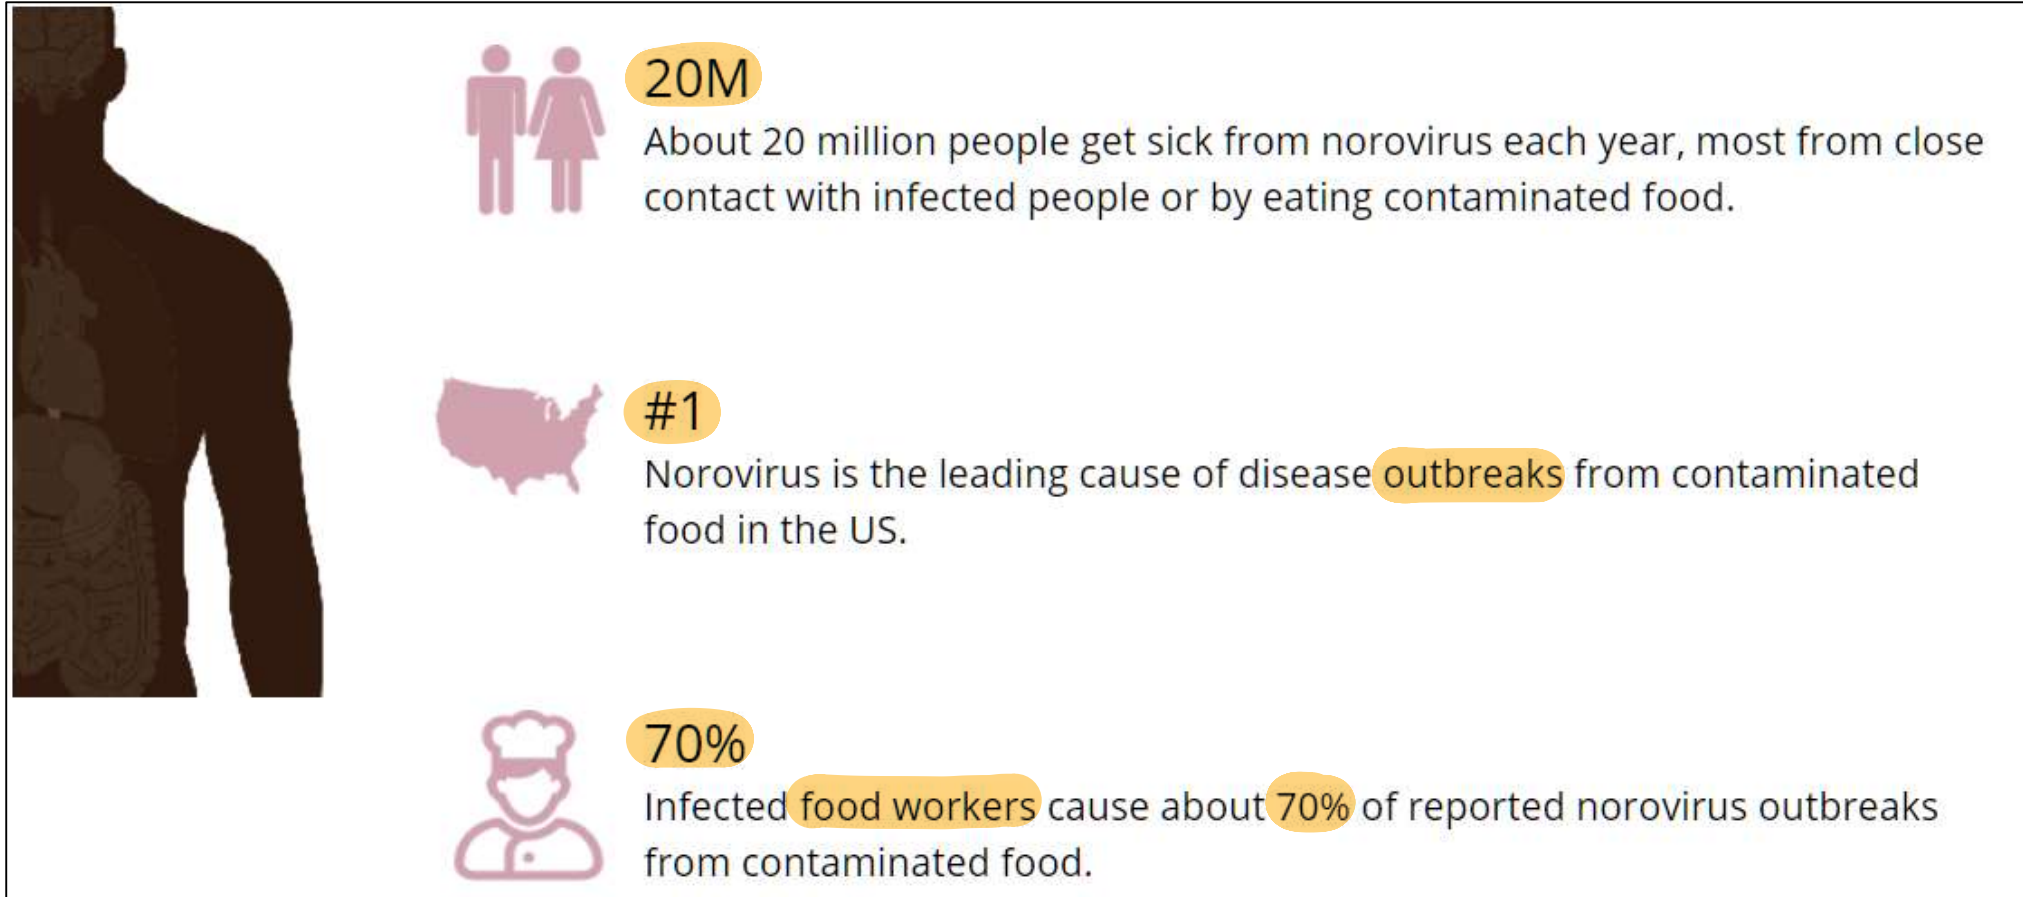 20M
About 20 million people get sick from norovirus each year, most from close
contact with infected people or by eating contaminated food.
#1
Norovirus is the leading cause of disease outbreaks from contaminated
food in the US.
70%
Infected food workers cause about 70% of reported norovirus outbreaks
from contaminated food.